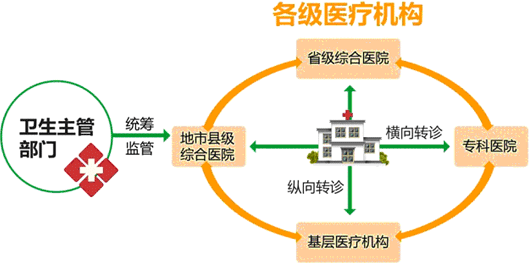 各级医疗机构
省级综合医院
卫生主管
部门
统筹
监管
地市县级
综合医院
横向转诊
专科医院
纵向转诊
基层医疗机构